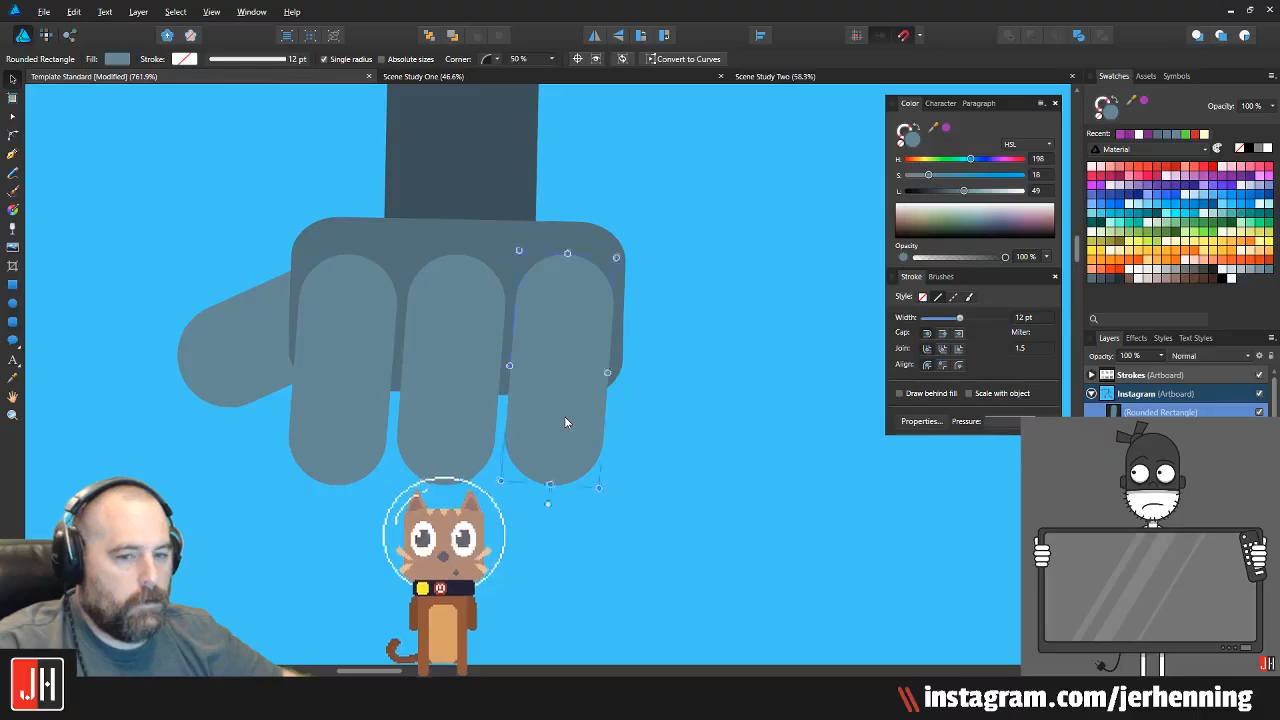 File Edit Text Layer Select View Window Help
Rounded Rectangle Fill: Stroke: 12 pt Single radius Absolute sizes Corner: 50 % Convert to Curves
Template Standard [Modified] (761.9%) × Scene Study One (46.6%) × Scene Study Two (58.3%) ×
Swatches Assets Symbols
Opacity: 100 %
Recent:
Material
Color Character Paragraph
HSL
H: 198
S: 18
L: 49
Opacity
100 %
Stroke Brushes
Style:
Width: 12 pt
Cap: Miter:
Join: 1.5
Align:
Draw behind fill Scale with object
Properties... Pressure:
Layers Effects Styles Text Styles
Opacity: 100 % Normal
Strokes (Artboard)
Instagram (Artboard)
(Rounded Rectangle)
JH
JH
\\ instagram.com/jerhenning